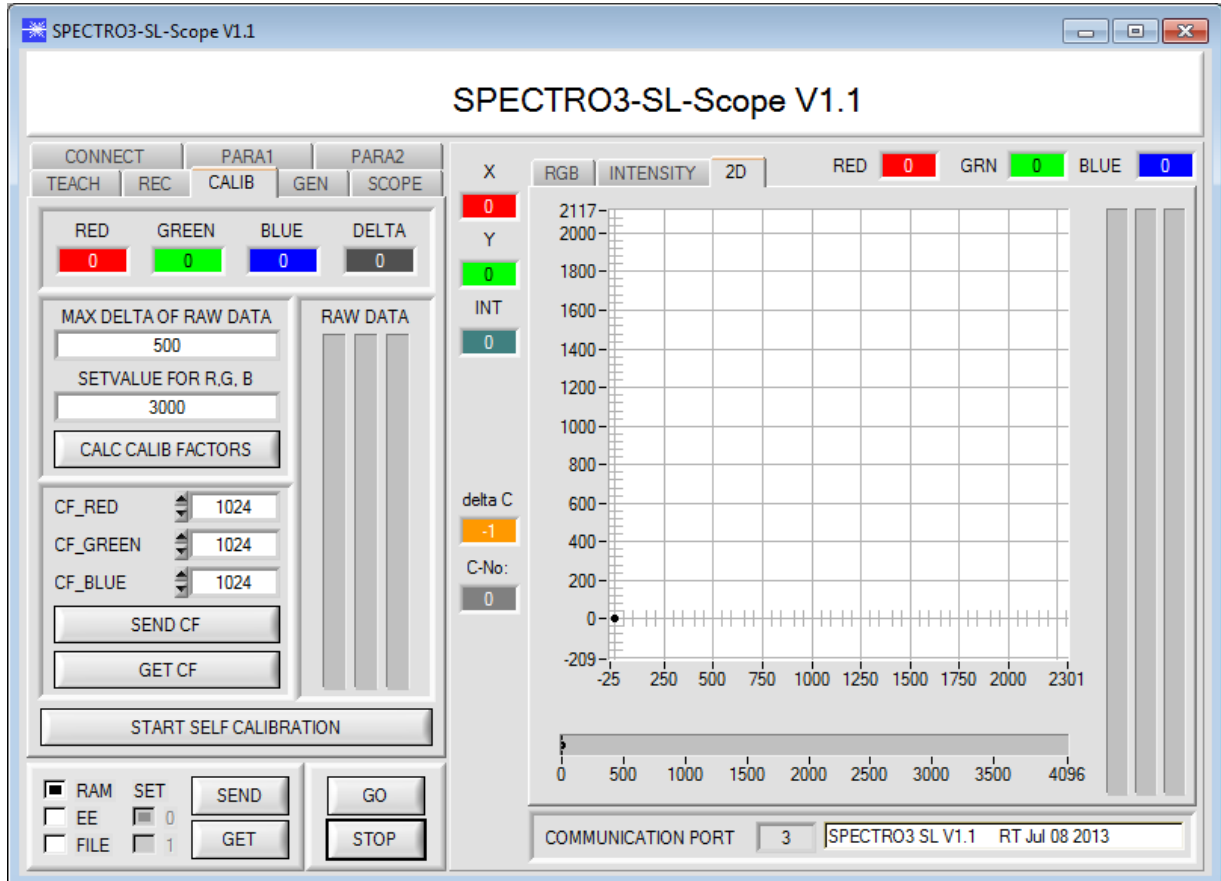 SPECTRO3-SL-Scope V1.1
SPECTRO3-SL-Scope V1.1
CONNECT PARA1 PARA2
TEACH REC CALIB GEN SCOPE
RED GREEN BLUE DELTA
0 0 0 0
MAX DELTA OF RAW DATA
500
SETVALUE FOR R,G, B
3000
CALC CALIB FACTORS
RAW DATA
CF_RED 1024
CF_GREEN 1024
CF_BLUE 1024
SEND CF
GET CF
START SELF CALIBRATION
RAM SET
EE 0
FILE 1
SEND
GET
GO
STOP
X
0
Y
0
INT
0
delta C
-1
C-No:
0
RGB INTENSITY 2D
RED 0 GRN 0 BLUE 0
2117
2000
1800
1600
1400
1200
1000
800
600
400
200
0
-209
-25 250 500 750 1000 1250 1500 1750 2000 2301
0 500 1000 1500 2000 2500 3000 3500 4096
COMMUNICATION PORT 3 SPECTRO3 SL V1.1 RT Jul 08 2013